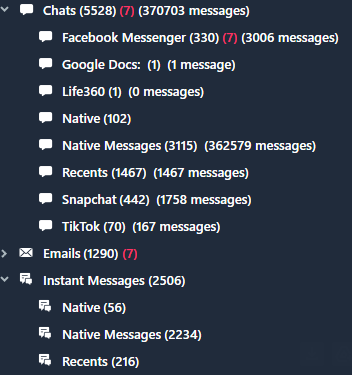 Chats (5528) (7) (370703 messages)
Facebook Messenger (330) (7) (3006 messages)
Google Docs: (1) (1 message)
Life360 (1) (0 messages)
Native (102)
Native Messages (3115) (362579 messages)
Recents (1467) (1467 messages)
Snapchat (442) (1758 messages)
TikTok (70) (167 messages)
Emails (1290) (7)
Instant Messages (2506)
Native (56)
Native Messages (2234)
Recents (216)